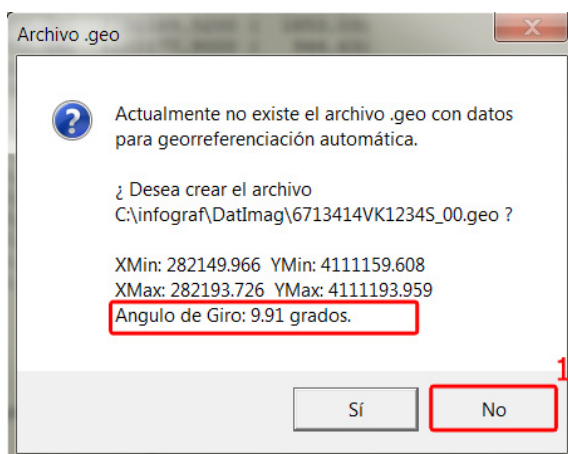 Archivo .geo
Actualmente no existe el archivo .geo con datos
para georreferenciación automática.
¿ Desea crear el archivo
C:\infograf\DatImag\6713414VK1234S_00.geo ?
XMin: 282149.966 YMin: 4111159.608
XMax: 282193.726 YMax: 4111193.959
Angulo de Giro: 9.91 grados.
1
Sí
No